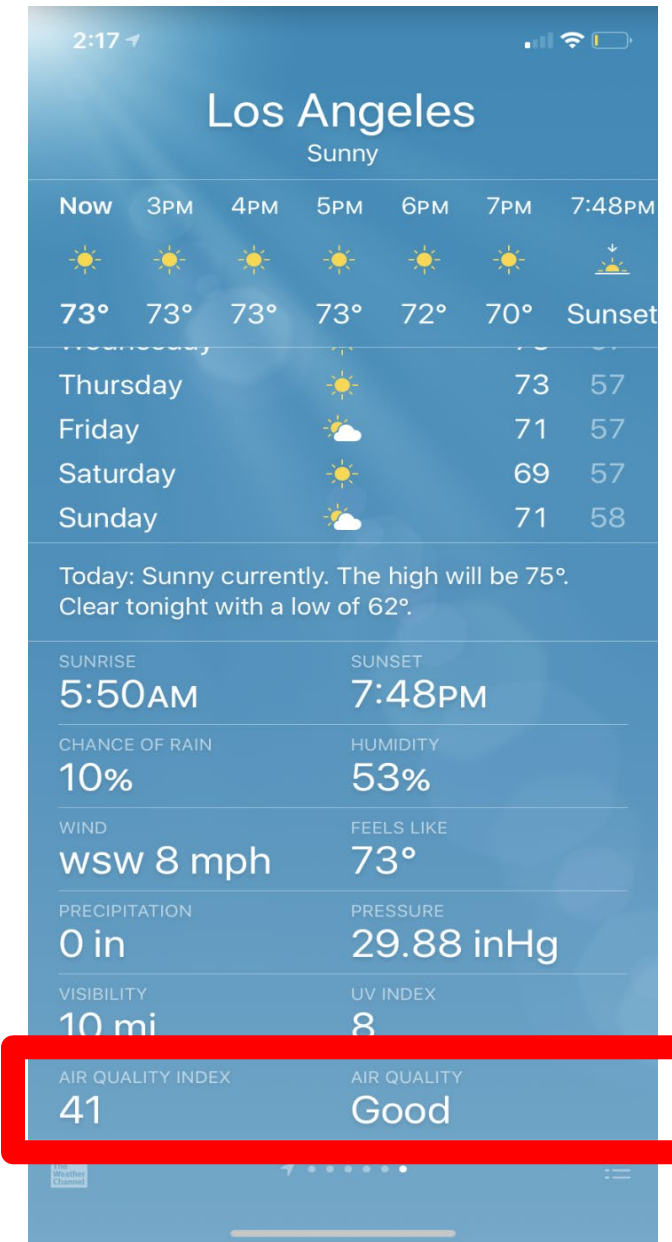 2:17
Los Angeles
Sunny
Now 3PM 4PM 5PM 6PM 7PM 7:48PM
73° 73° 73° 73° 72° 70° Sunset
Thursday 73 57
Friday 71 57
Saturday 69 57
Sunday 71 58
Today: Sunny currently. The high will be 75°.
Clear tonight with a low of 62°.
SUNRISE SUNSET
5:50AM 7:48PM
CHANCE OF RAIN HUMIDITY
10% 53%
WIND FEELS LIKE
wsw 8 mph 73°
PRECIPITATION PRESSURE
0 in 29.88 inHg
VISIBILITY UV INDEX
10 mi 8
AIR QUALITY INDEX AIR QUALITY
41 Good
The
Weather
Channel